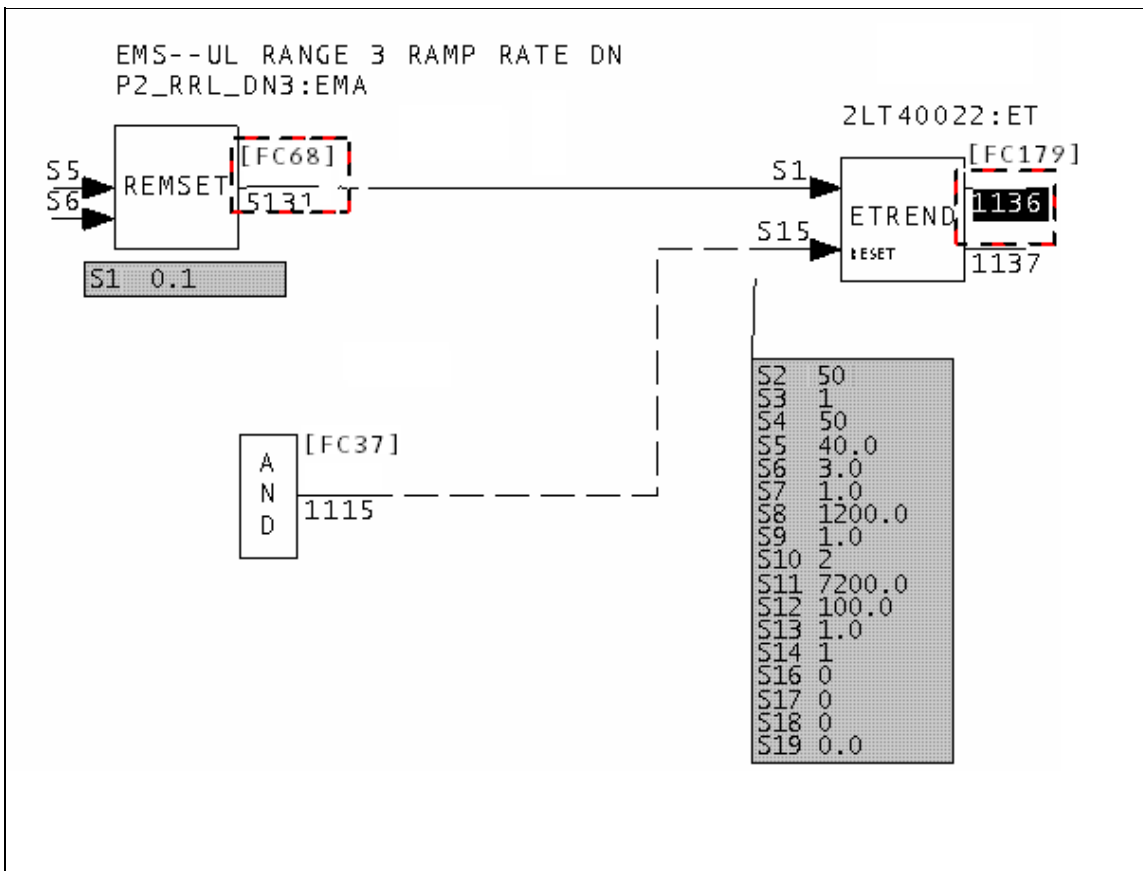 EMS--UL RANGE 3 RAMP RATE DN
P2_RRL_DN3:EMA
2LT40022:ET
[FC68]
[FC179]
S5
REMSET
S6
5131
S1
1136
ETREND
S15
RESET
1137
S1 0.1
S2 50
S3 1
S4 50
S5 40.0
S6 3.0
S7 1.0
S8 1200.0
S9 1.0
S10 2
S11 7200.0
S12 100.0
S13 1.0
S14 1
S16 0
S17 0
S18 0
S19 0.0
[FC37]
A
N
D
1115